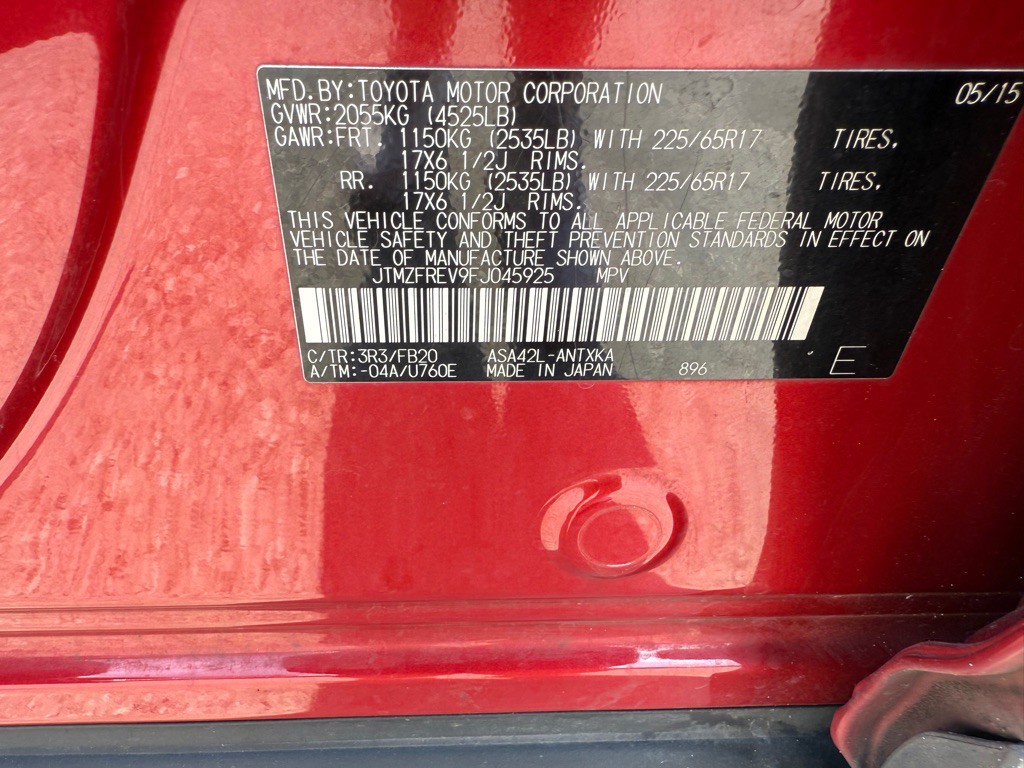 MFD.BY:TOYOTA MOTOR CORPORATION 05/15
GVWR:2055KG (4525LB)
GAWR:FRT. 1150KG (2535LB) WITH 225/65R17 TIRES.
17X6 1/2J RIMS.
RR. 1150KG (2535LB) WITH 225/65R17 TIRES.
17X6 1/2J RIMS.
THIS VEHICLE CONFORMS TO ALL APPLICABLE FEDERAL MOTOR
VEHICLE SAFETY AND THEFT PREVENTION STANDARDS IN EFFECT ON
THE DATE OF MANUFACTURE SHOWN ABOVE.
JTMZFREV9FJ045925 MPV
C/TR:3R3/FB20 ASA42L-ANTXKA
A/TM:-04A/U760E MADE IN JAPAN 896 E